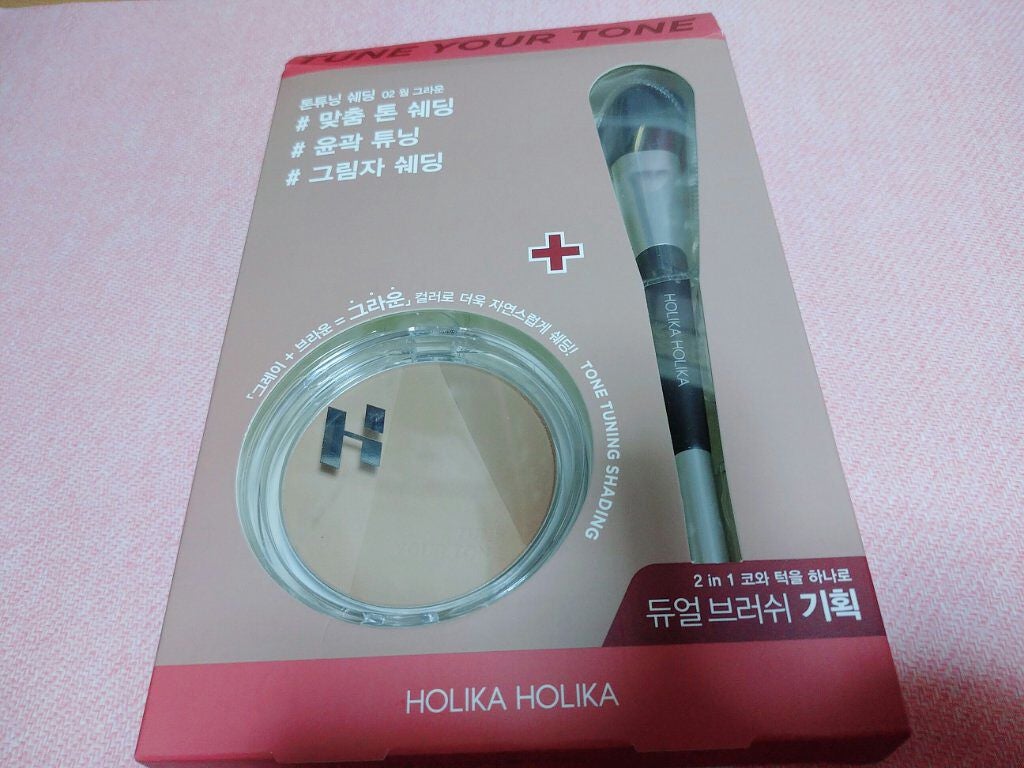 TUNE YOUR TONE
톤튜닝 쉐딩 02 웜 그라운
# 맞춤 톤 쉐딩
# 윤곽 튜닝
# 그림자 쉐딩
「그레이 + 브라운 = 그라운」 컬러로 더욱 자연스럽게 쉐딩! TONE TUNING SHADING
HOLIKA HOLIKA
H
YOUR TONE
2 in 1 코와 턱을 하나로
듀얼 브러쉬 기획
HOLIKA HOLIKA